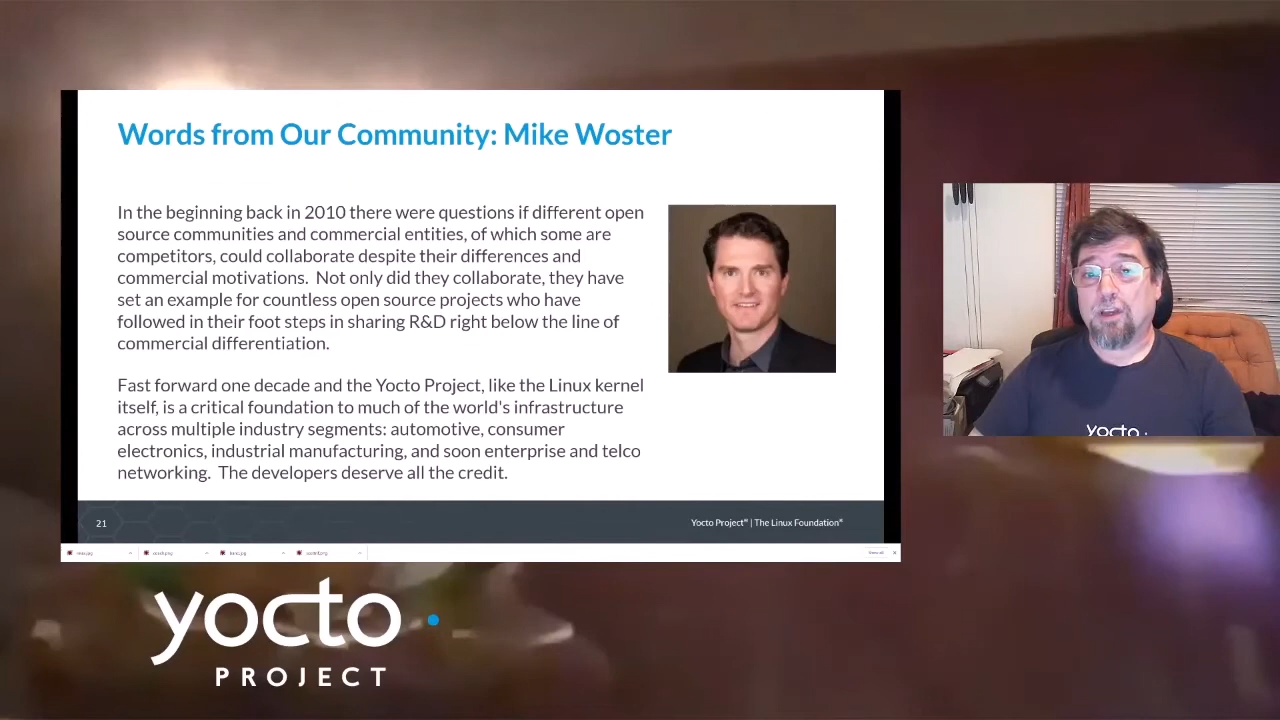 Words from Our Community: Mike Woster
In the beginning back in 2010 there were questions if different open
source communities and commercial entities, of which some are
competitors, could collaborate despite their differences and
commercial motivations.  Not only did they collaborate, they have
set an example for countless open source projects who have
followed in their foot steps in sharing R&D right below the line of
commercial differentiation.
Fast forward one decade and the Yocto Project, like the Linux kernel
itself, is a critical foundation to much of the world's infrastructure
across multiple industry segments: automotive, consumer
electronics, industrial manufacturing, and soon enterprise and telco
networking.  The developers deserve all the credit.
21
Yocto Project® | The Linux Foundation®
yocto
yocto
PROJECT